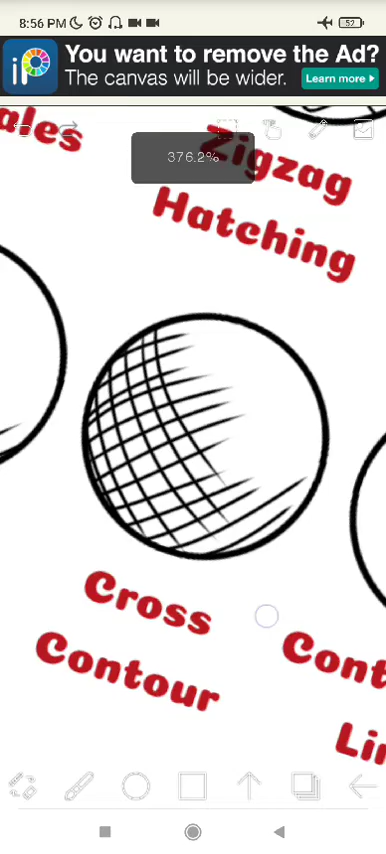 8:56 PM
52
iP
You want to remove the Ad?
The canvas will be wider.
Learn more
ales
376.2%
Zigzag
Hatching
Cross
Contour
Cont
Li